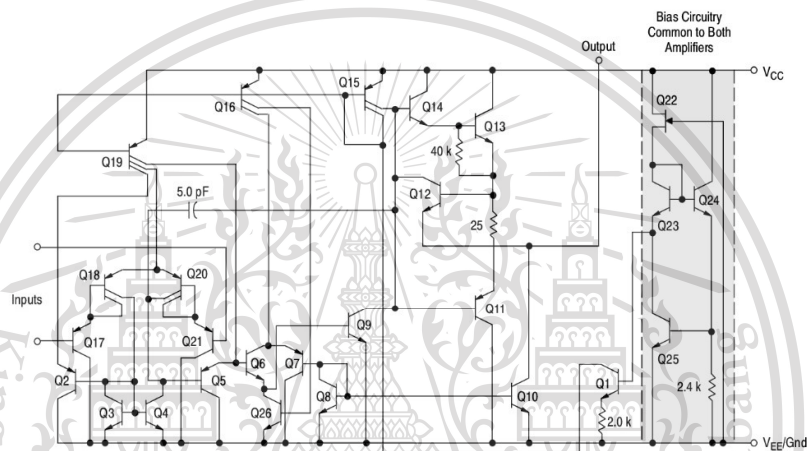 Bias Circuitry
Common to Both
Amplifiers
Output
VCC
Q15
Q16
Q14
Q22
Q13
Q19
40 k
5.0 pF
Q12
Q24
25
Q23
Q18
Q20
Inputs
Q17
Q21
Q9
Q11
Q25
Q2
Q5
Q6
Q7
Q1
2.4 k
Q3
Q4
Q26
Q8
Q10
2.0 k
VEE/Gnd